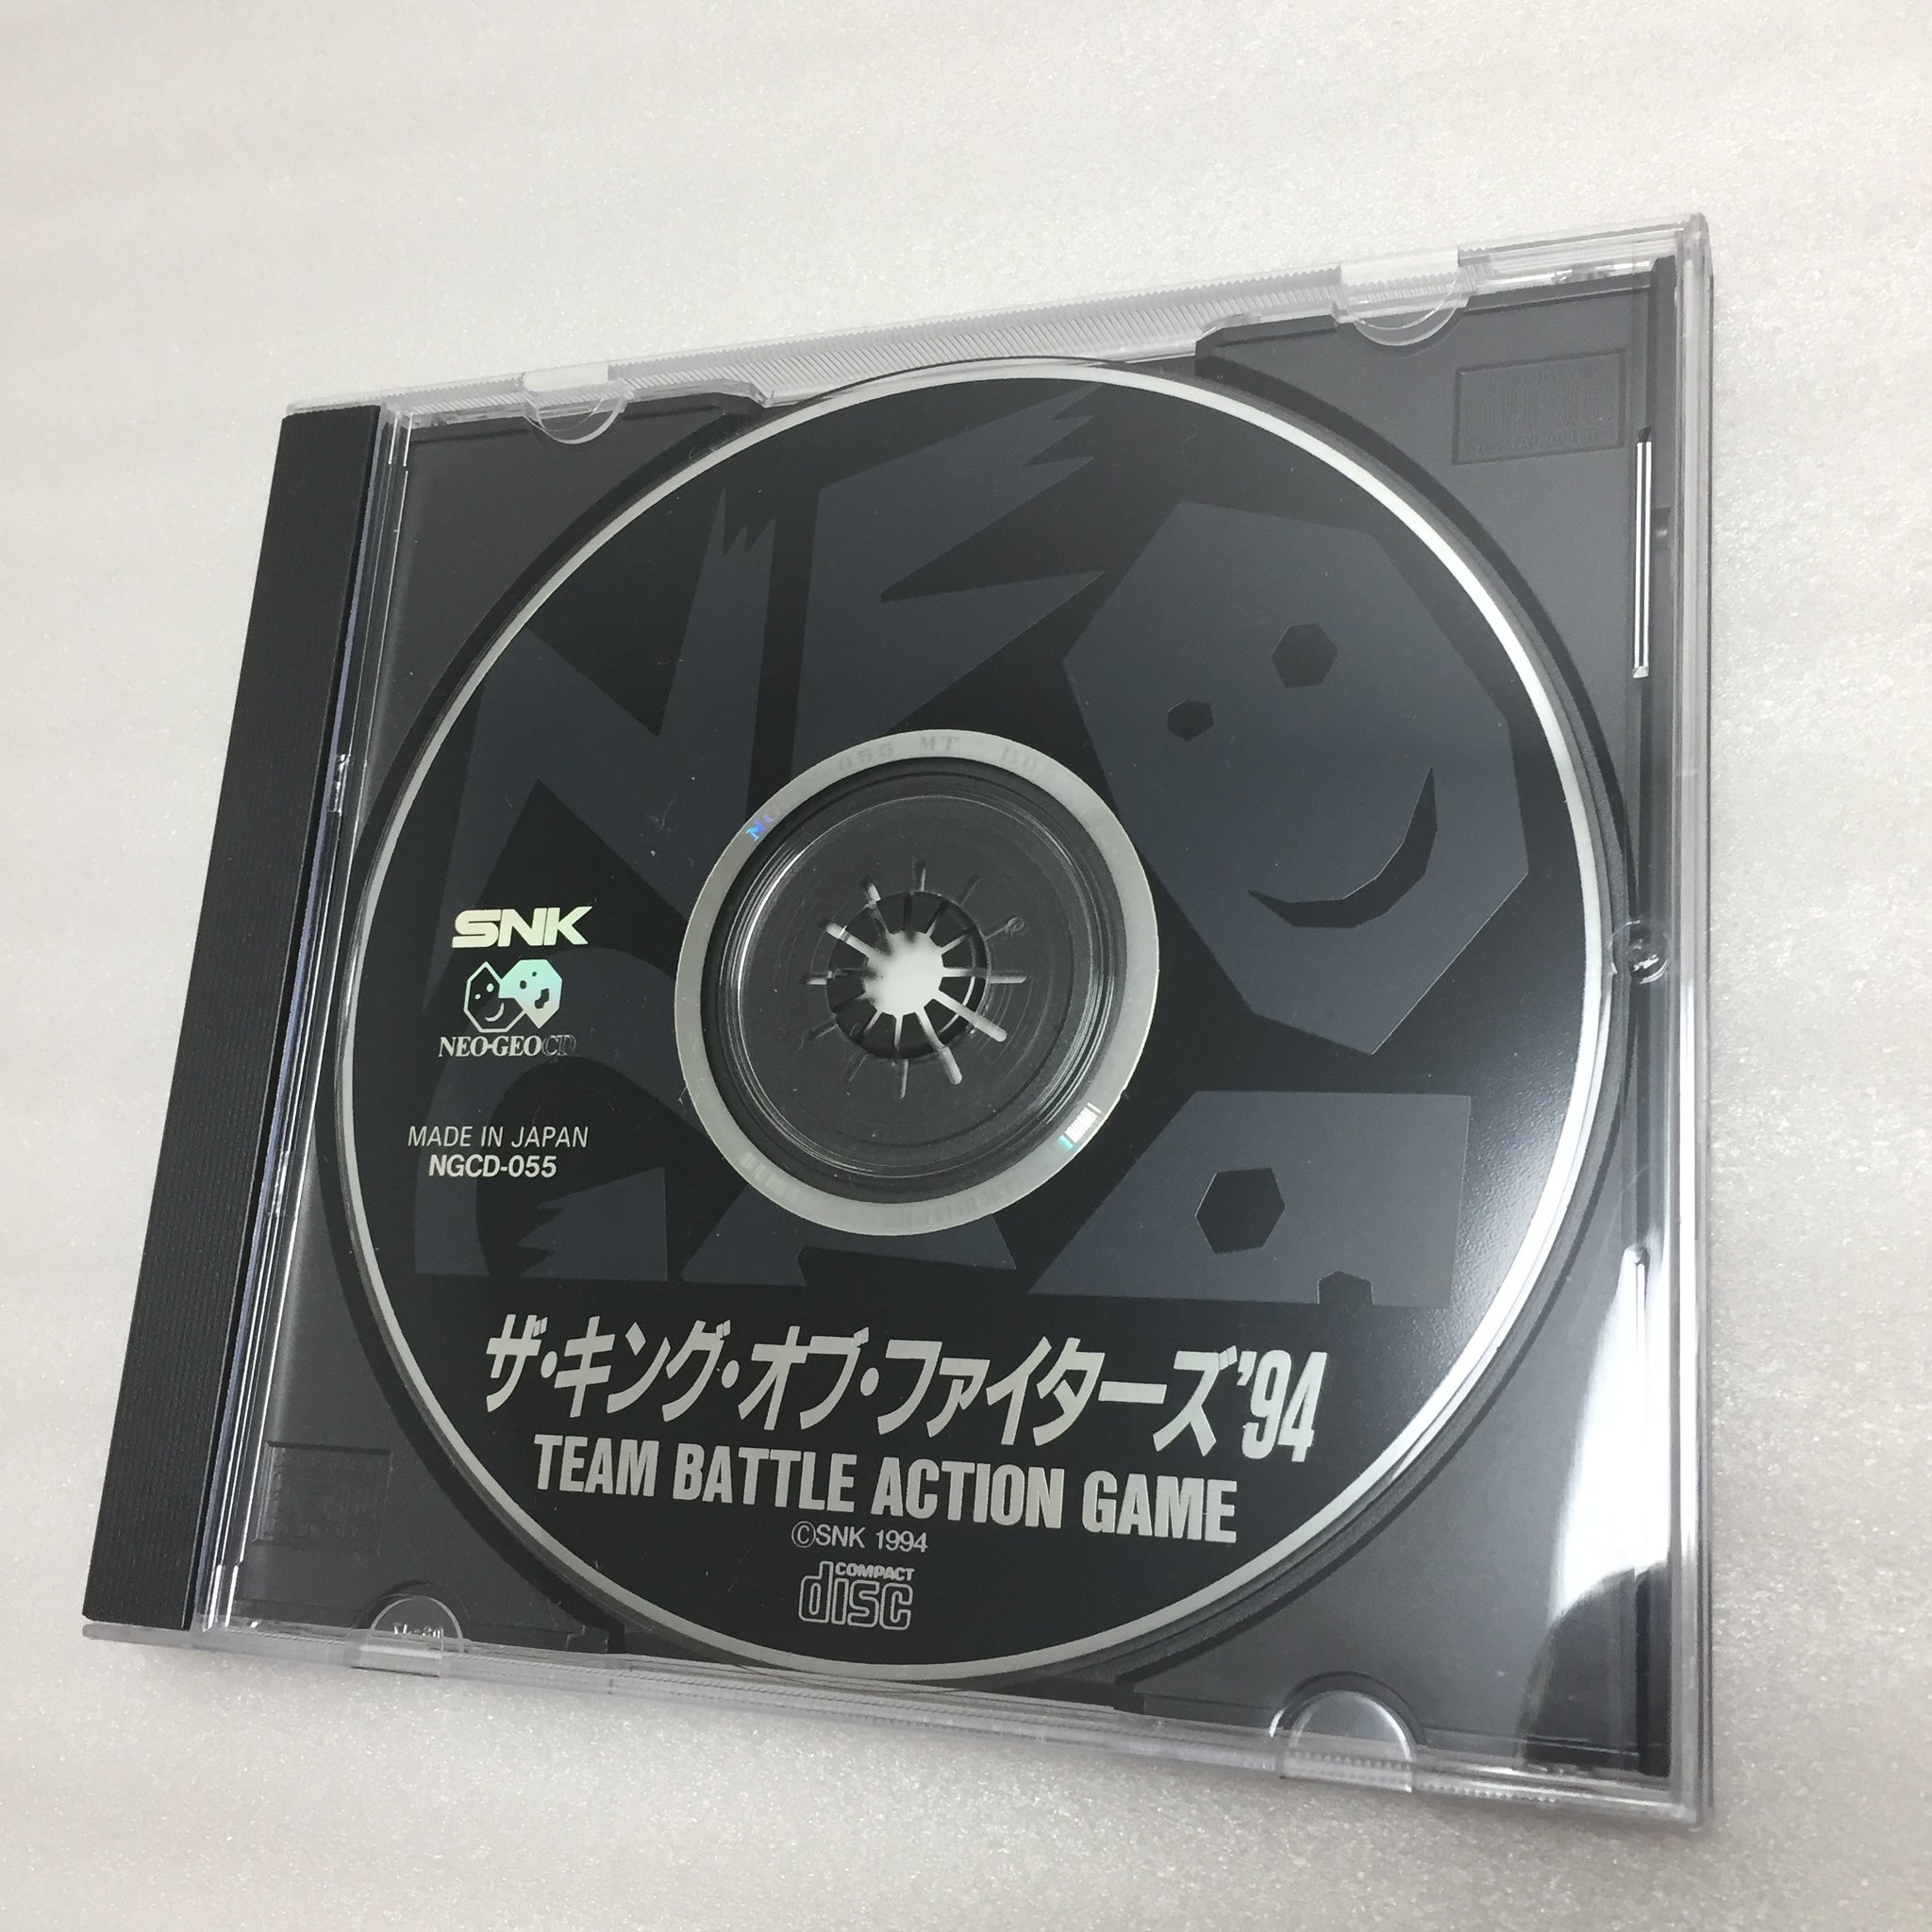 SNK
NEO·GEO CD
MADE IN JAPAN
NGCD-055
ザ・キング・オブ・ファイターズ'94
TEAM BATTLE ACTION GAME
©SNK 1994
COMPACT
disc